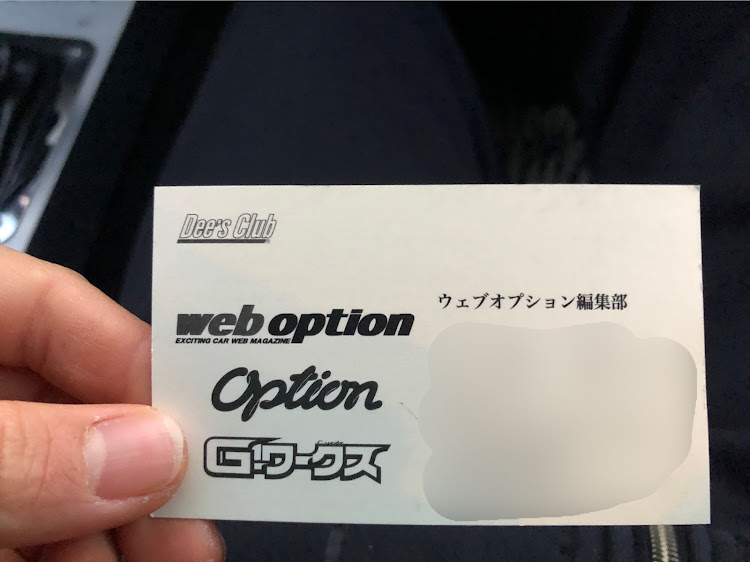 Dee's Club
ウェブオプション編集部
web option
EXCITING CAR WEB MAGAZINE
Option
G-ワークス